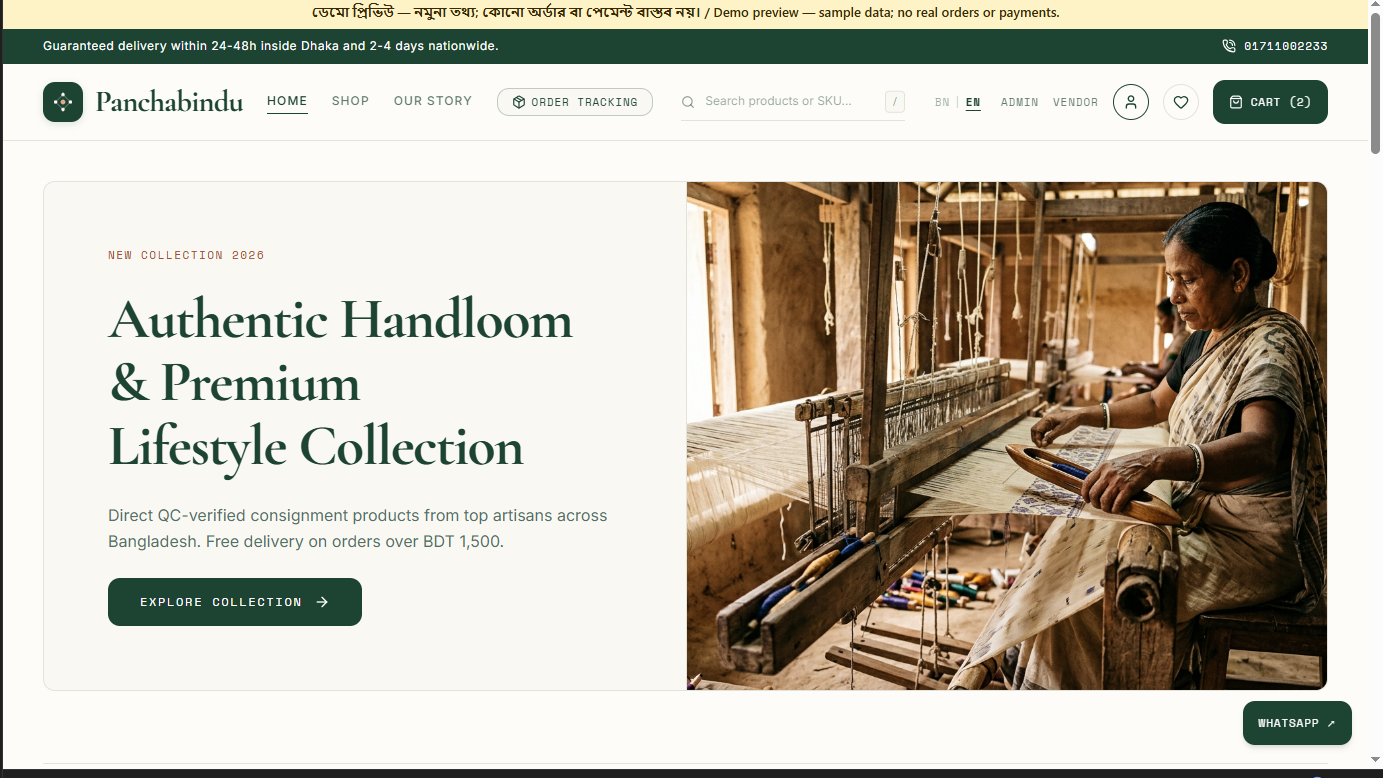 ডেমো প্রিভিউ — নমুনা তথ্য; কোনো অর্ডার বা পেমেন্ট বাস্তব নয়। / Demo preview — sample data; no real orders or payments.
Guaranteed delivery within 24-48h inside Dhaka and 2-4 days nationwide.
01711002233
Panchabindu
HOME
SHOP
OUR STORY
ORDER TRACKING
Search products or SKU...
/
BN | EN
ADMIN
VENDOR
CART (2)
NEW COLLECTION 2026
Authentic Handloom
& Premium
Lifestyle Collection
Direct QC-verified consignment products from top artisans across
Bangladesh. Free delivery on orders over BDT 1,500.
EXPLORE COLLECTION →
WHATSAPP ↗